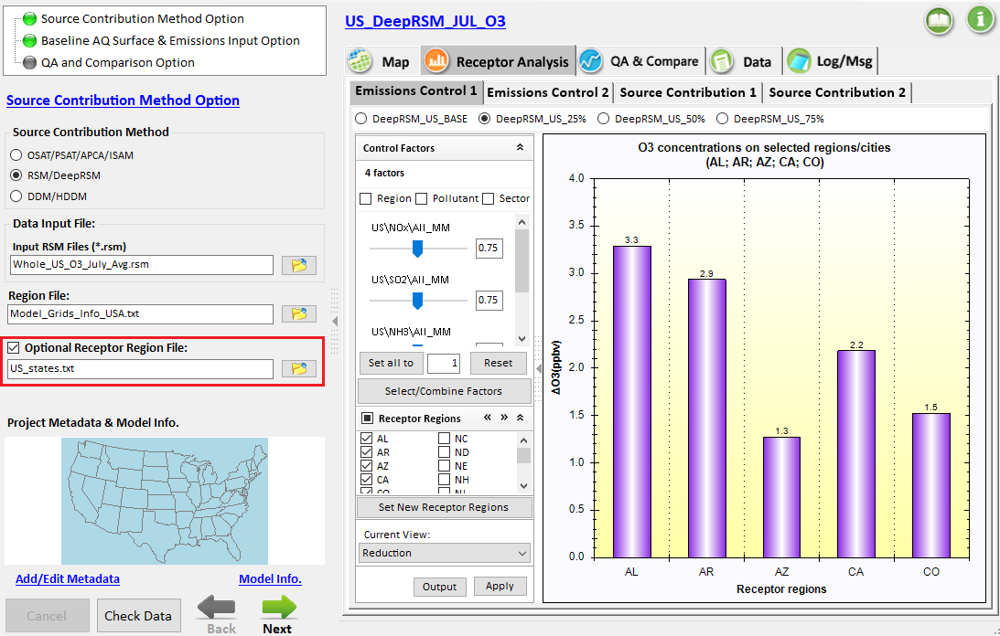 Source Contribution Method Option
Baseline AQ Surface & Emissions Input Option
QA and Comparison Option
Source Contribution Method Option
Source Contribution Method
OSAT/PSAT/APCA/ISAM
RSM/DeepRSM
DDM/HDDM
Data Input File:
Input RSM Files (*.rsm)
Whole_US_O3_July_Avg.rsm
Region File:
Model_Grids_Info_USA.txt
Optional Receptor Region File:
US_states.txt
Project Metadata & Model Info.
Add/Edit Metadata
Model Info.
Cancel
Check Data
Back
Next
US_DeepRSM_JUL_O3
Map
Receptor Analysis
QA & Compare
Data
Log/Msg
Emissions Control 1
Emissions Control 2
Source Contribution 1
Source Contribution 2
DeepRSM_US_BASE
DeepRSM_US_25%
DeepRSM_US_50%
DeepRSM_US_75%
Control Factors
4 factors
Region
Pollutant
Sector
US\NOx\All_MM
0.75
US\SO2\All_MM
0.75
US\NH3\All_MM
Set all to
1
Reset
Select/Combine Factors
Receptor Regions
AL
NC
AR
ND
AZ
NE
CA
NH
CO
NJ
Set New Receptor Regions
Current View:
Reduction
Output
Apply
O3 concentrations on selected regions/cities
(AL; AR; AZ; CA; CO)
ΔO3(ppbv)
4.0
3.5
3.0
2.5
2.0
1.5
1.0
0.5
0.0
3.3
2.9
1.3
2.2
1.5
AL
AR
AZ
CA
CO
Receptor regions